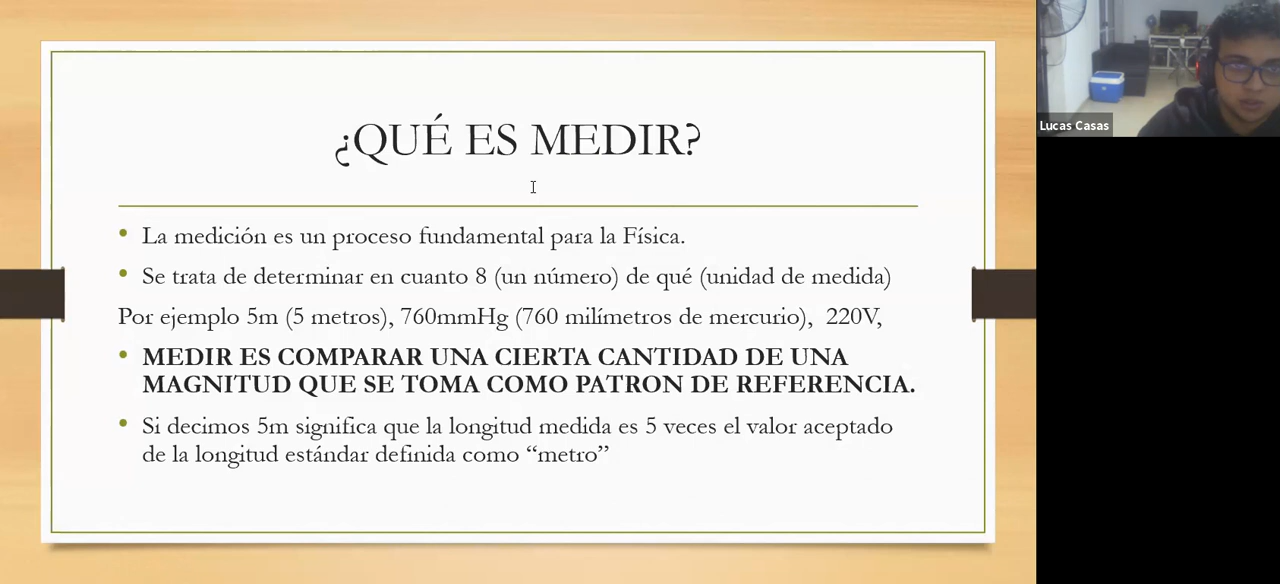 ¿QUÉ ES MEDIR?
• La medición es un proceso fundamental para la Física.
• Se trata de determinar en cuanto 8 (un número) de qué (unidad de medida)
Por ejemplo 5m (5 metros), 760mmHg (760 milímetros de mercurio),  220V,
• MEDIR ES COMPARAR UNA CIERTA CANTIDAD DE UNA
MAGNITUD QUE SE TOMA COMO PATRON DE REFERENCIA.
• Si decimos 5m significa que la longitud medida es 5 veces el valor aceptado
de la longitud estándar definida como “metro”
Lucas Casas